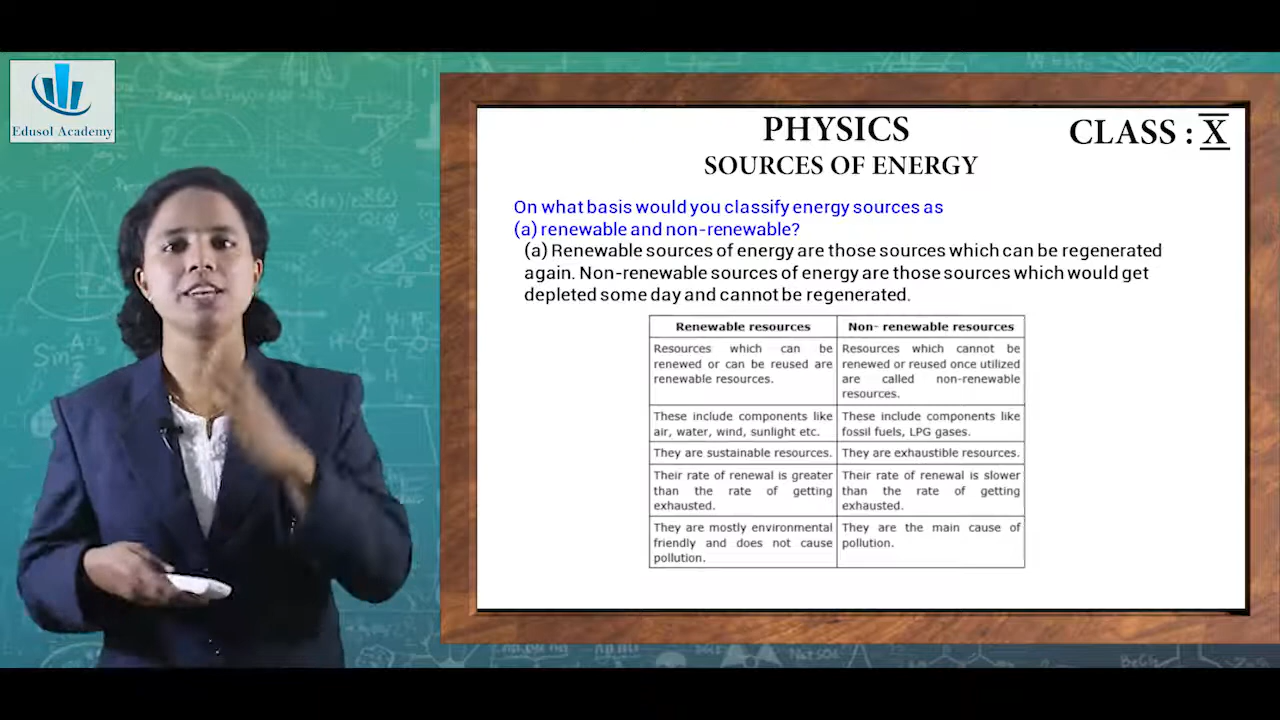 Edusol Academy
PHYSICS
CLASS : X
SOURCES OF ENERGY
On what basis would you classify energy sources as
(a) renewable and non-renewable?
(a) Renewable sources of energy are those sources which can be regenerated
again. Non-renewable sources of energy are those sources which would get
depleted some day and cannot be regenerated.
Renewable resources
Non- renewable resources
Resources which can be
renewed or can be reused are
renewable resources.
Resources which cannot be
renewed or reused once utilized
are called non-renewable
resources.
These include components like
air, water, wind, sunlight etc.
These include components like
fossil fuels, LPG gases.
They are sustainable resources.
They are exhaustible resources.
Their rate of renewal is greater
than the rate of getting
exhausted.
Their rate of renewal is slower
than the rate of getting
exhausted.
They are mostly environmental
friendly and does not cause
pollution.
They are the main cause of
pollution.